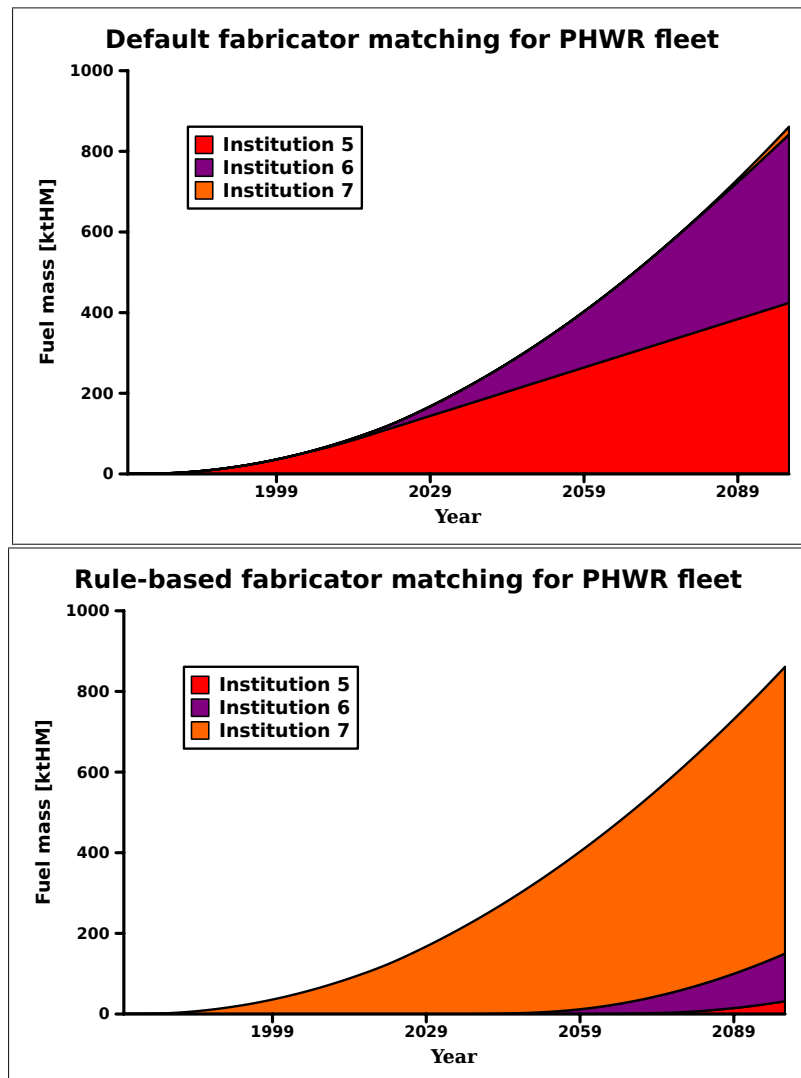 Default fabricator matching for PHWR fleet
1000
800
600
400
200
0
Fuel mass [ktHM]
Institution 5
Institution 6
Institution 7
1999 2029 2059 2089
Year
Rule-based fabricator matching for PHWR fleet
1000
800
600
400
200
0
Fuel mass [ktHM]
Institution 5
Institution 6
Institution 7
1999 2029 2059 2089
Year